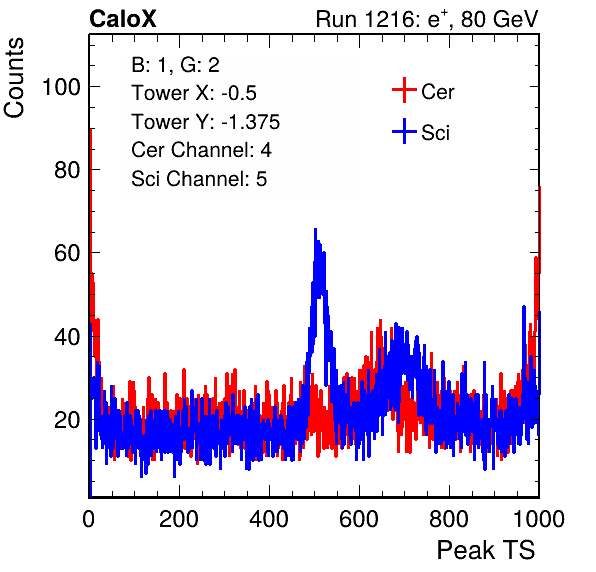 CaloX Run 1216: e+, 80 GeV
Counts
B: 1, G: 2
Tower X: -0.5
Tower Y: -1.375
Cer Channel: 4
Sci Channel: 5
Cer
Sci
100
80
60
40
20
0 200 400 600 800 1000
Peak TS